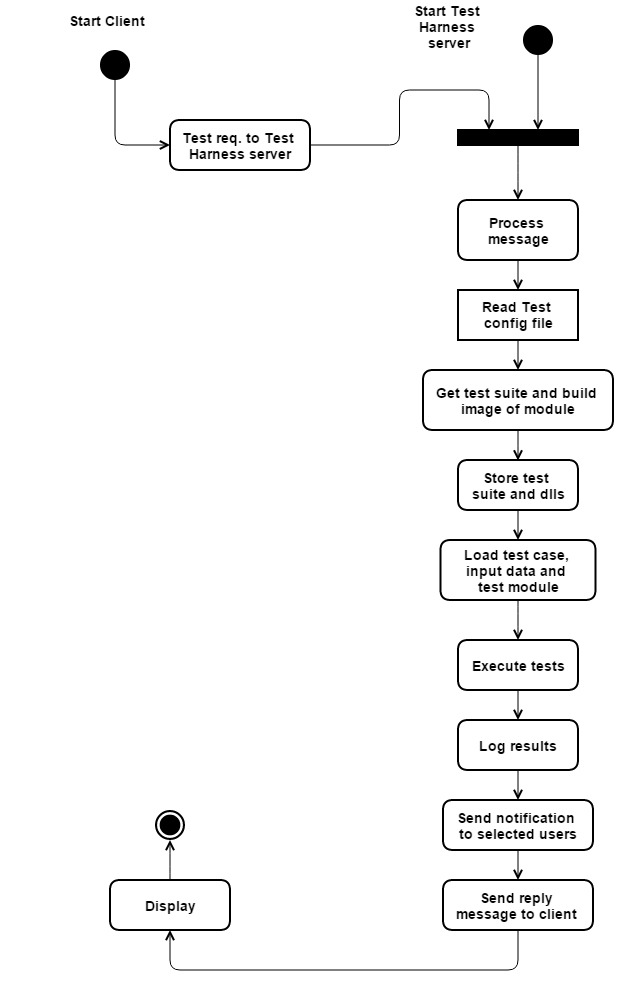 Start Client
Start Test
Harness
server
Test req. to Test
Harness server
Process
message
Read Test
config file
Get test suite and build
image of module
Store test
suite and dlls
Load test case,
input data and
test module
Execute tests
Log results
Send notification
to selected users
Send reply
message to client
Display